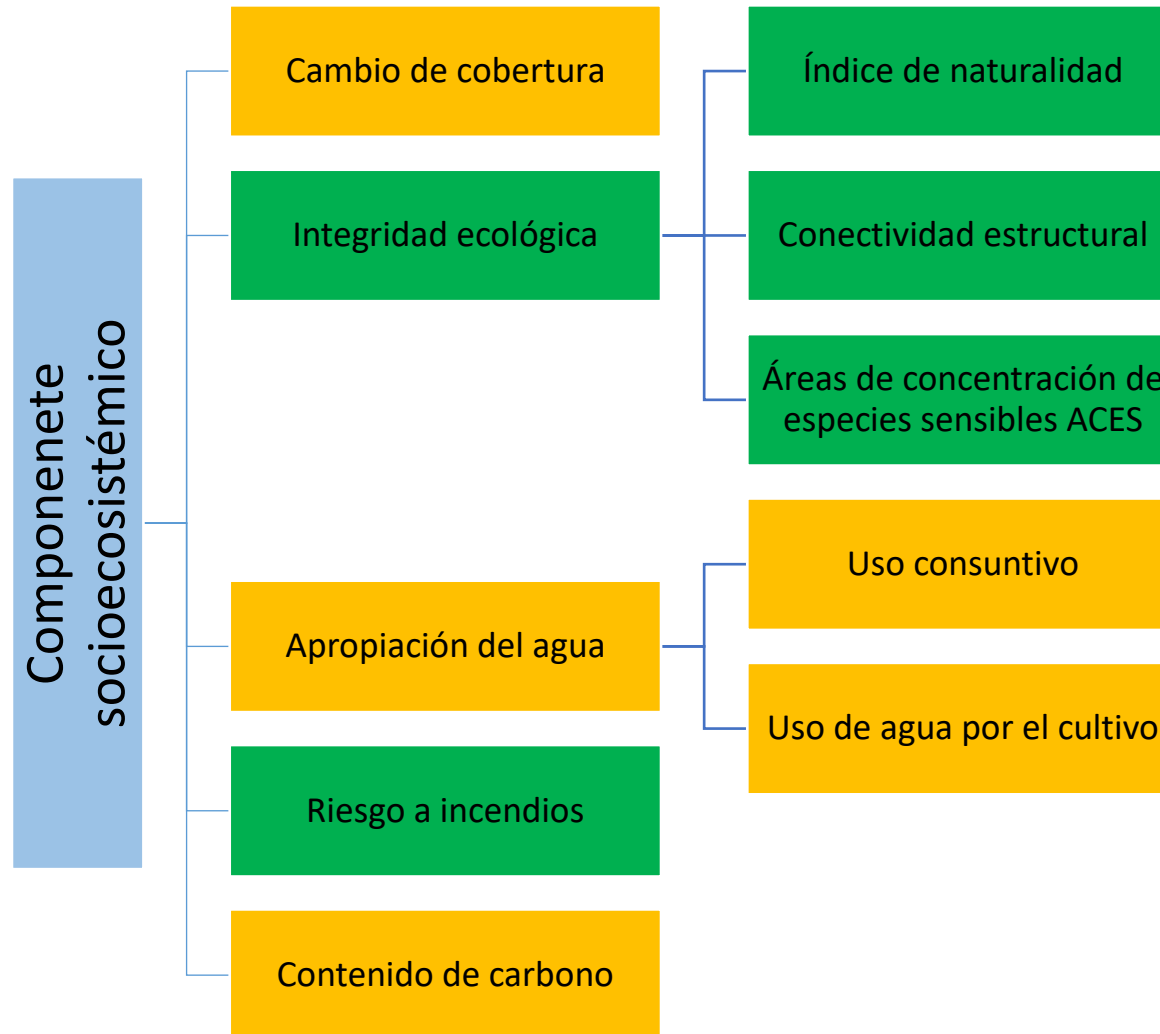 Componenete
socioecosistémico
Cambio de cobertura
Integridad ecológica
Índice de naturalidad
Conectividad estructural
Áreas de concentración de
especies sensibles ACES
Apropiación del agua
Uso consuntivo
Uso de agua por el cultivo
Riesgo a incendios
Contenido de carbono